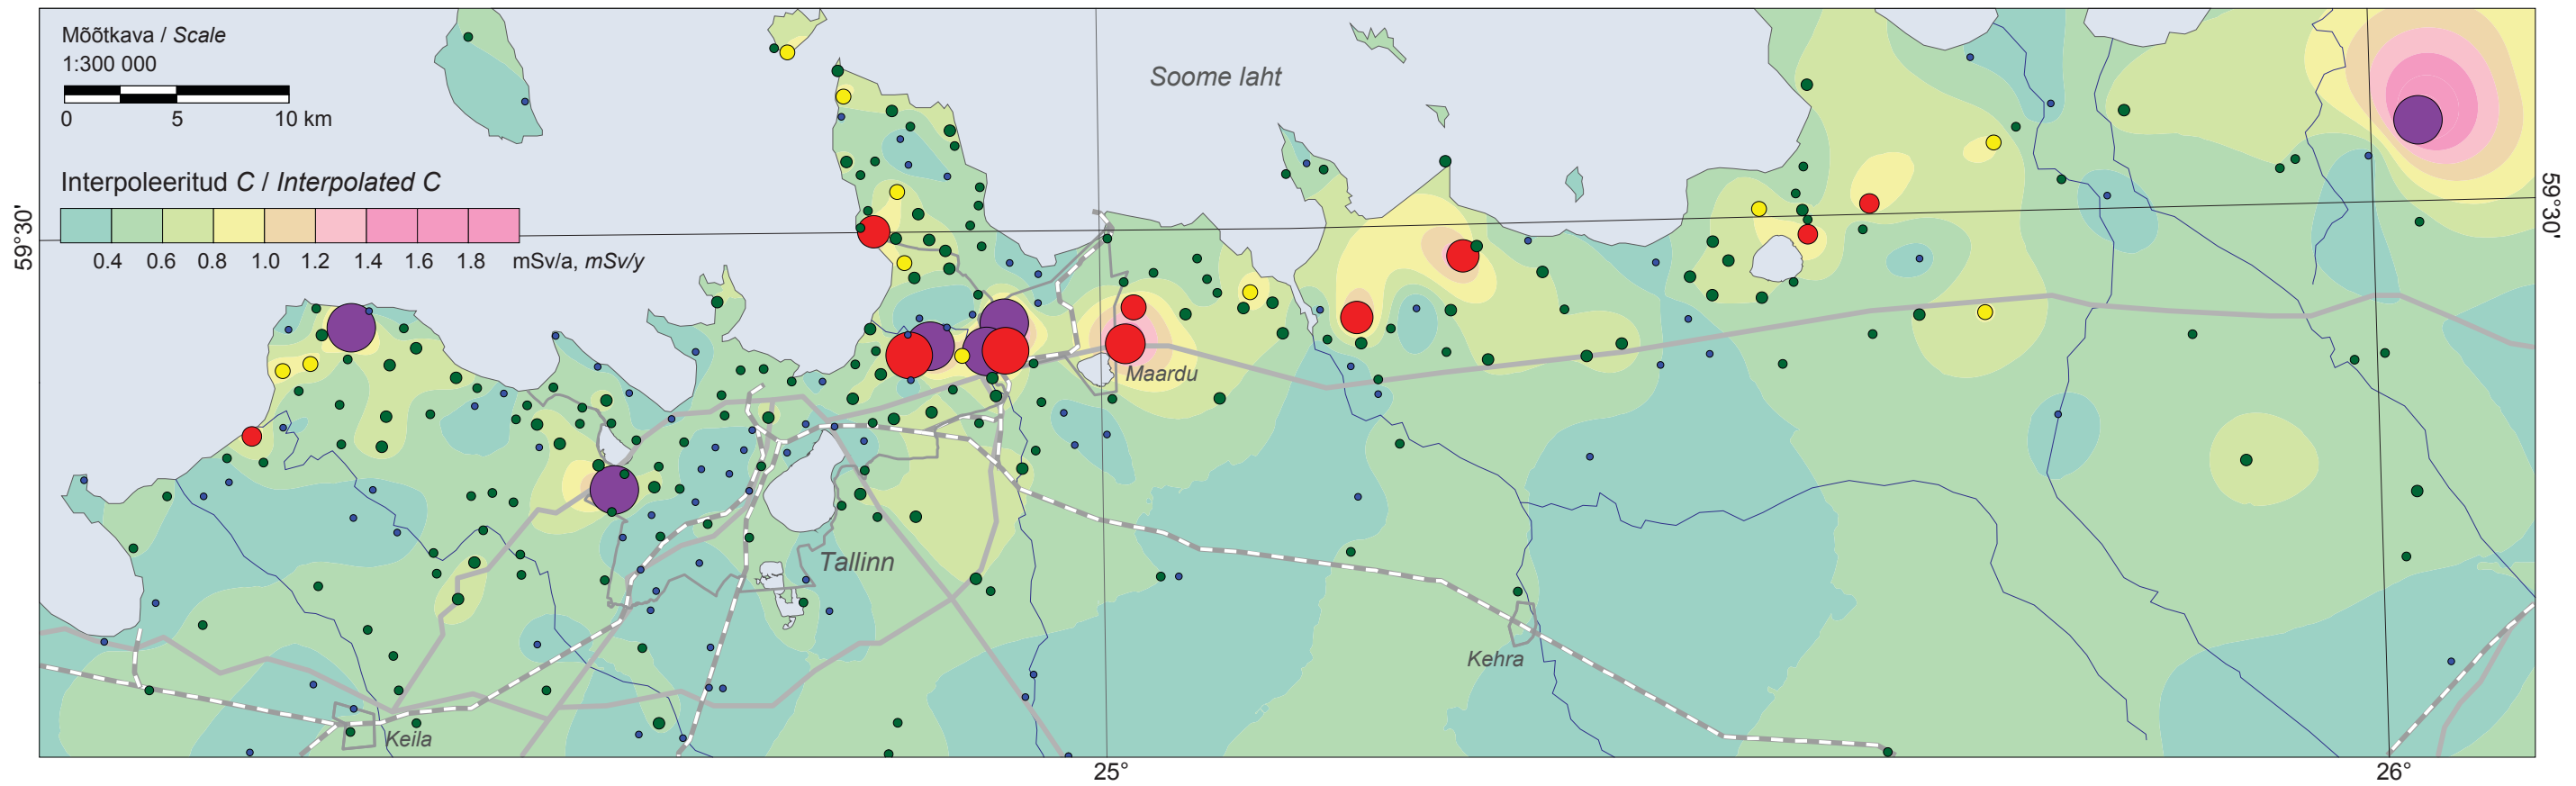 Mõõtkava / Scale
1:300 000
0 5 10 km
Soome laht
Interpoleeritud C / Interpolated C
0.4 0.6 0.8 1.0 1.2 1.4 1.6 1.8 mSv/a, mSv/y
59°30'
59°30'
Maardu
Tallinn
Kehra
Keila
25°
26°